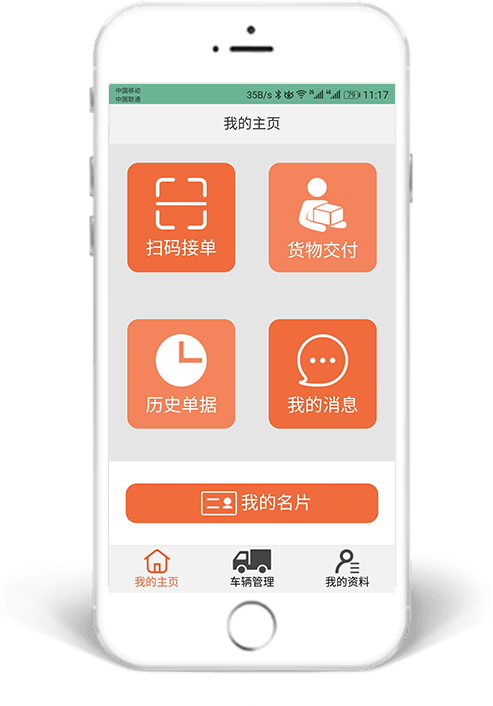 中国移动
中国联通
35B/s 2G 4G 79 11:17
我的主页
扫码接单
货物交付
历史单据
我的消息
我的名片
我的主页
车辆管理
我的资料